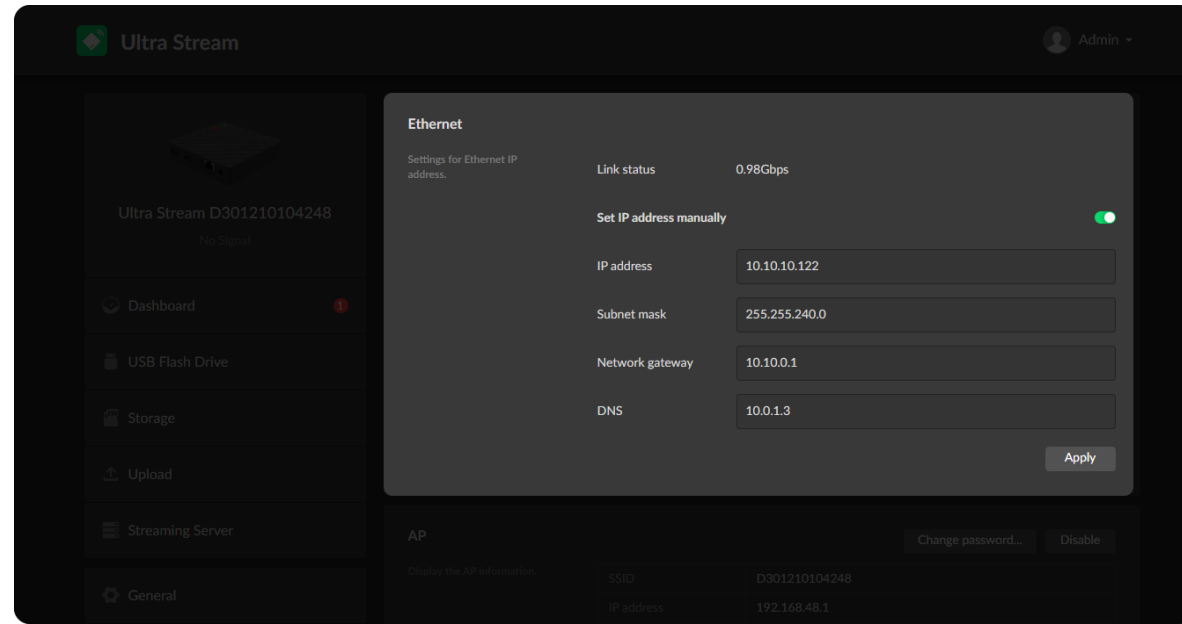 Ultra Stream
Admin
Ultra Stream D301210104248
No Signal
Dashboard
1
USB Flash Drive
Storage
Upload
Streaming Server
General
Ethernet
Settings for Ethernet IP
address.
Link status
0.98Gbps
Set IP address manually
IP address
10.10.10.122
Subnet mask
255.255.240.0
Network gateway
10.10.0.1
DNS
10.0.1.3
Apply
AP
Change password...
Disable
Display the AP information.
SSID
D301210104248
IP address
192.168.48.1